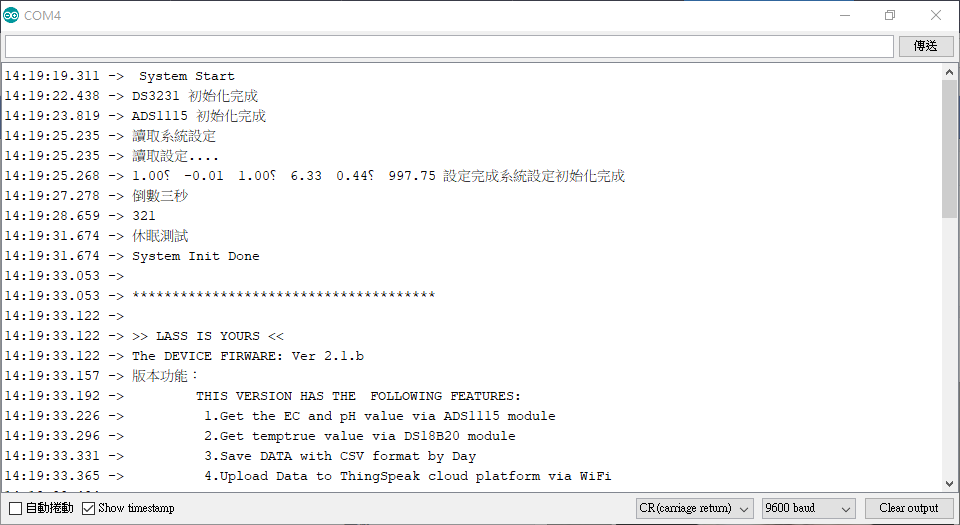 COM4
傳送
14:19:19.311 ->  System Start
14:19:22.438 -> DS3231 初始化完成
14:19:23.819 -> ADS1115 初始化完成
14:19:25.235 -> 讀取系統設定
14:19:25.235 -> 讀取設定....
14:19:25.268 -> 1.00⸮  -0.01  1.00⸮  6.33  0.44⸮  997.75 設定完成系統設定初始化完成
14:19:27.278 -> 倒數三秒
14:19:28.659 -> 321
14:19:31.674 -> 休眠測試
14:19:31.674 -> System Init Done
14:19:33.053 ->
14:19:33.053 -> **************************************
14:19:33.122 ->
14:19:33.122 -> >> LASS IS YOURS <<
14:19:33.122 -> The DEVICE FIRWARE: Ver 2.1.b
14:19:33.157 -> 版本功能：
14:19:33.192 ->         THIS VERSION HAS THE  FOLLOWING FEATURES:
14:19:33.226 ->          1.Get the EC and pH value via ADS1115 module
14:19:33.296 ->          2.Get temptrue value via DS18B20 module
14:19:33.331 ->          3.Save DATA with CSV format by Day
14:19:33.365 ->          4.Upload Data to ThingSpeak cloud platform via WiFi
自動捲動 Show timestamp CR(carriage return) 9600 baud Clear output